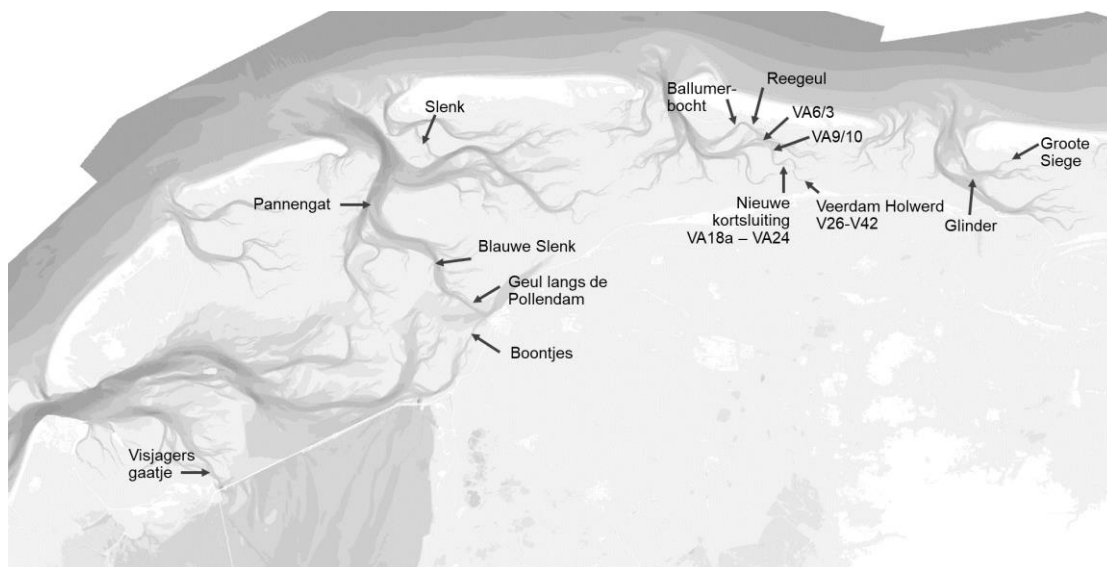 Slenk
Ballumer-
bocht
Reegeul
VA6/3
VA9/10
Groote
Siege
Pannengat
Nieuwe
kortsluiting
VA18a – VA24
Veerdam Holwerd
V26-V42
Glinder
Blauwe Slenk
Geul langs de
Pollendam
Boontjes
Visjagers
gaatje